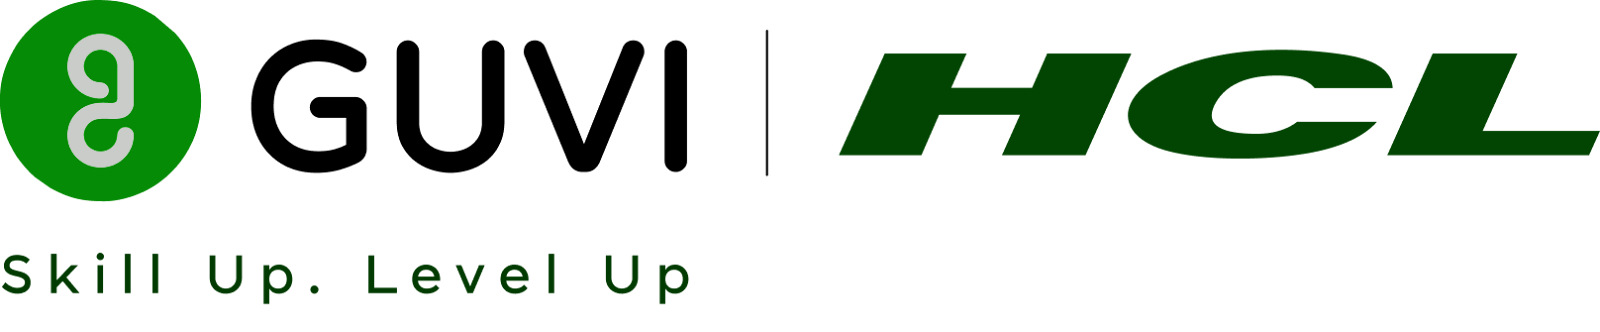 GUVI | HCL
Skill Up. Level Up